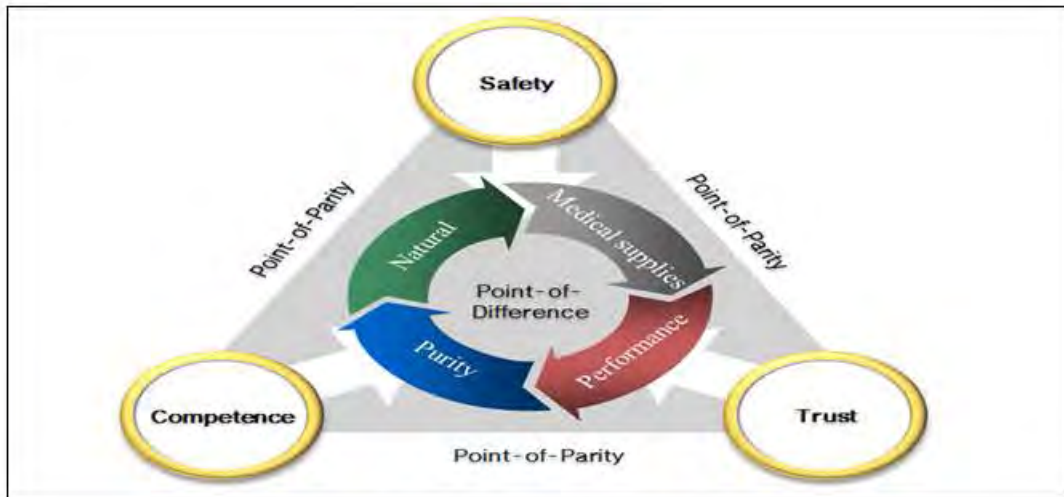 Safety
Point-of-Parity
Point-of-Parity
Natural
Medical supplies
Point-of-
Difference
Purity
Performance
Competence
Trust
Point-of-Parity